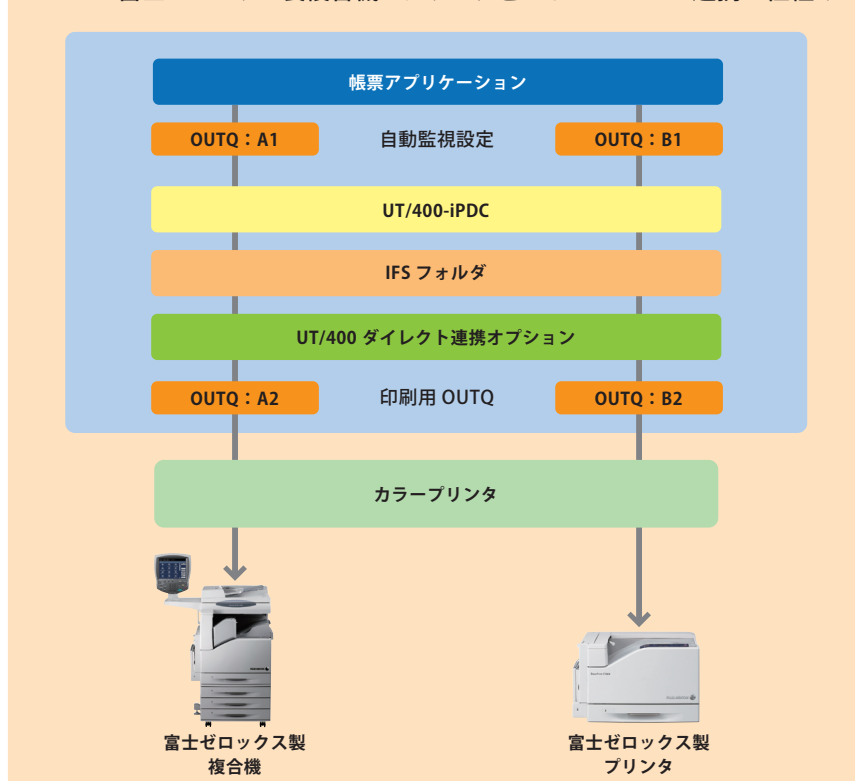 帳票アプリケーション
OUTQ：A1 自動監視設定 OUTQ：B1
UT/400-iPDC
IFS フォルダ
UT/400 ダイレクト連携オプション
OUTQ：A2 印刷用 OUTQ OUTQ：B2
カラープリンタ
富士ゼロックス製
複合機
富士ゼロックス製
プリンタ